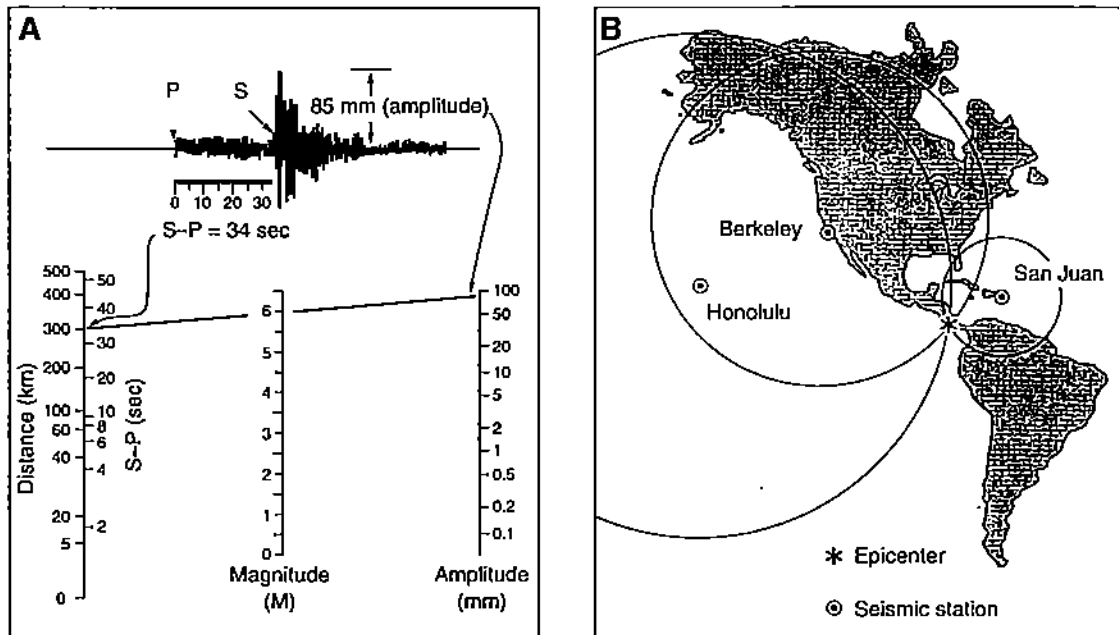 A
P
S
85 mm (amplitude)
0 10 20 30
S–P = 34 sec
500
400
300
200
100
60
40
20
5
0
Distance (km)
50
40
30
20
10
8
6
4
2
S–P (sec)
6
5
4
3
2
1
0
Magnitude
(M)
100
50
20
10
5
2
1
0.5
0.2
0.1
Amplitude
(mm)
B
Berkeley
Honolulu
San Juan
Epicenter
Seismic station